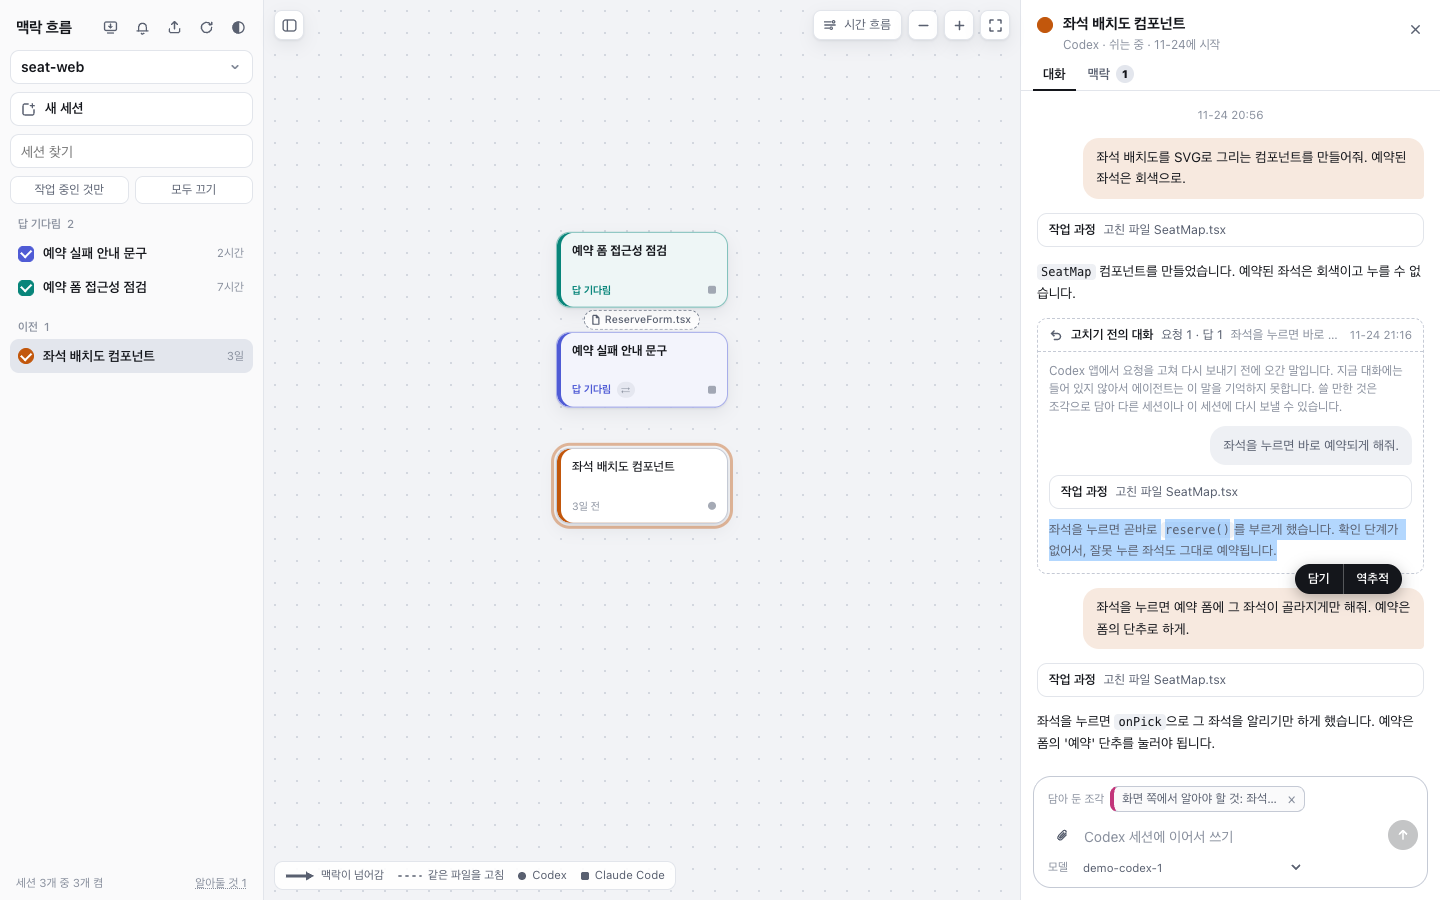 맥락 흐름
seat-web
새 세션
세션 찾기
작업 중인 것만
모두 끄기
답 기다림 2
예약 실패 안내 문구 2시간
예약 폼 접근성 점검 7시간
이전 1
좌석 배치도 컴포넌트 3일
세션 3개 중 3개 켬
알아둘 것 1
시간 흐름
예약 폼 접근성 점검
답 기다림
ReserveForm.tsx
예약 실패 안내 문구
답 기다림
좌석 배치도 컴포넌트
3일 전
맥락이 넘어감
같은 파일을 고침
Codex
Claude Code
좌석 배치도 컴포넌트
Codex · 쉬는 중 · 11-24에 시작
대화
맥락 1
11-24 20:56
좌석 배치도를 SVG로 그리는 컴포넌트를 만들어줘. 예약된
좌석은 회색으로.
작업 과정 고친 파일 SeatMap.tsx
SeatMap 컴포넌트를 만들었습니다. 예약된 좌석은 회색이고 누를 수 없
습니다.
고치기 전의 대화 요청 1 · 답 1 좌석을 누르면 바로 ... 11-24 21:16
Codex 앱에서 요청을 고쳐 다시 보내기 전에 오간 말입니다. 지금 대화에는
들어 있지 않아서 에이전트는 이 말을 기억하지 못합니다. 쓸 만한 것은
조각으로 담아 다른 세션이나 이 세션에 다시 보낼 수 있습니다.
좌석을 누르면 바로 예약되게 해줘.
작업 과정 고친 파일 SeatMap.tsx
좌석을 누르면 곧바로 reserve() 를 부르게 했습니다. 확인 단계가
없어서, 잘못 누른 좌석도 그대로 예약됩니다.
담기
역추적
좌석을 누르면 예약 폼에 그 좌석이 골라지게만 해줘. 예약은
폼의 단추로 하게.
작업 과정 고친 파일 SeatMap.tsx
좌석을 누르면 onPick으로 그 좌석을 알리기만 하게 했습니다. 예약은
폼의 '예약' 단추를 눌러야 됩니다.
담아 둔 조각 화면 쪽에서 알아야 할 것: 좌석...
Codex 세션에 이어서 쓰기
모델 demo-codex-1